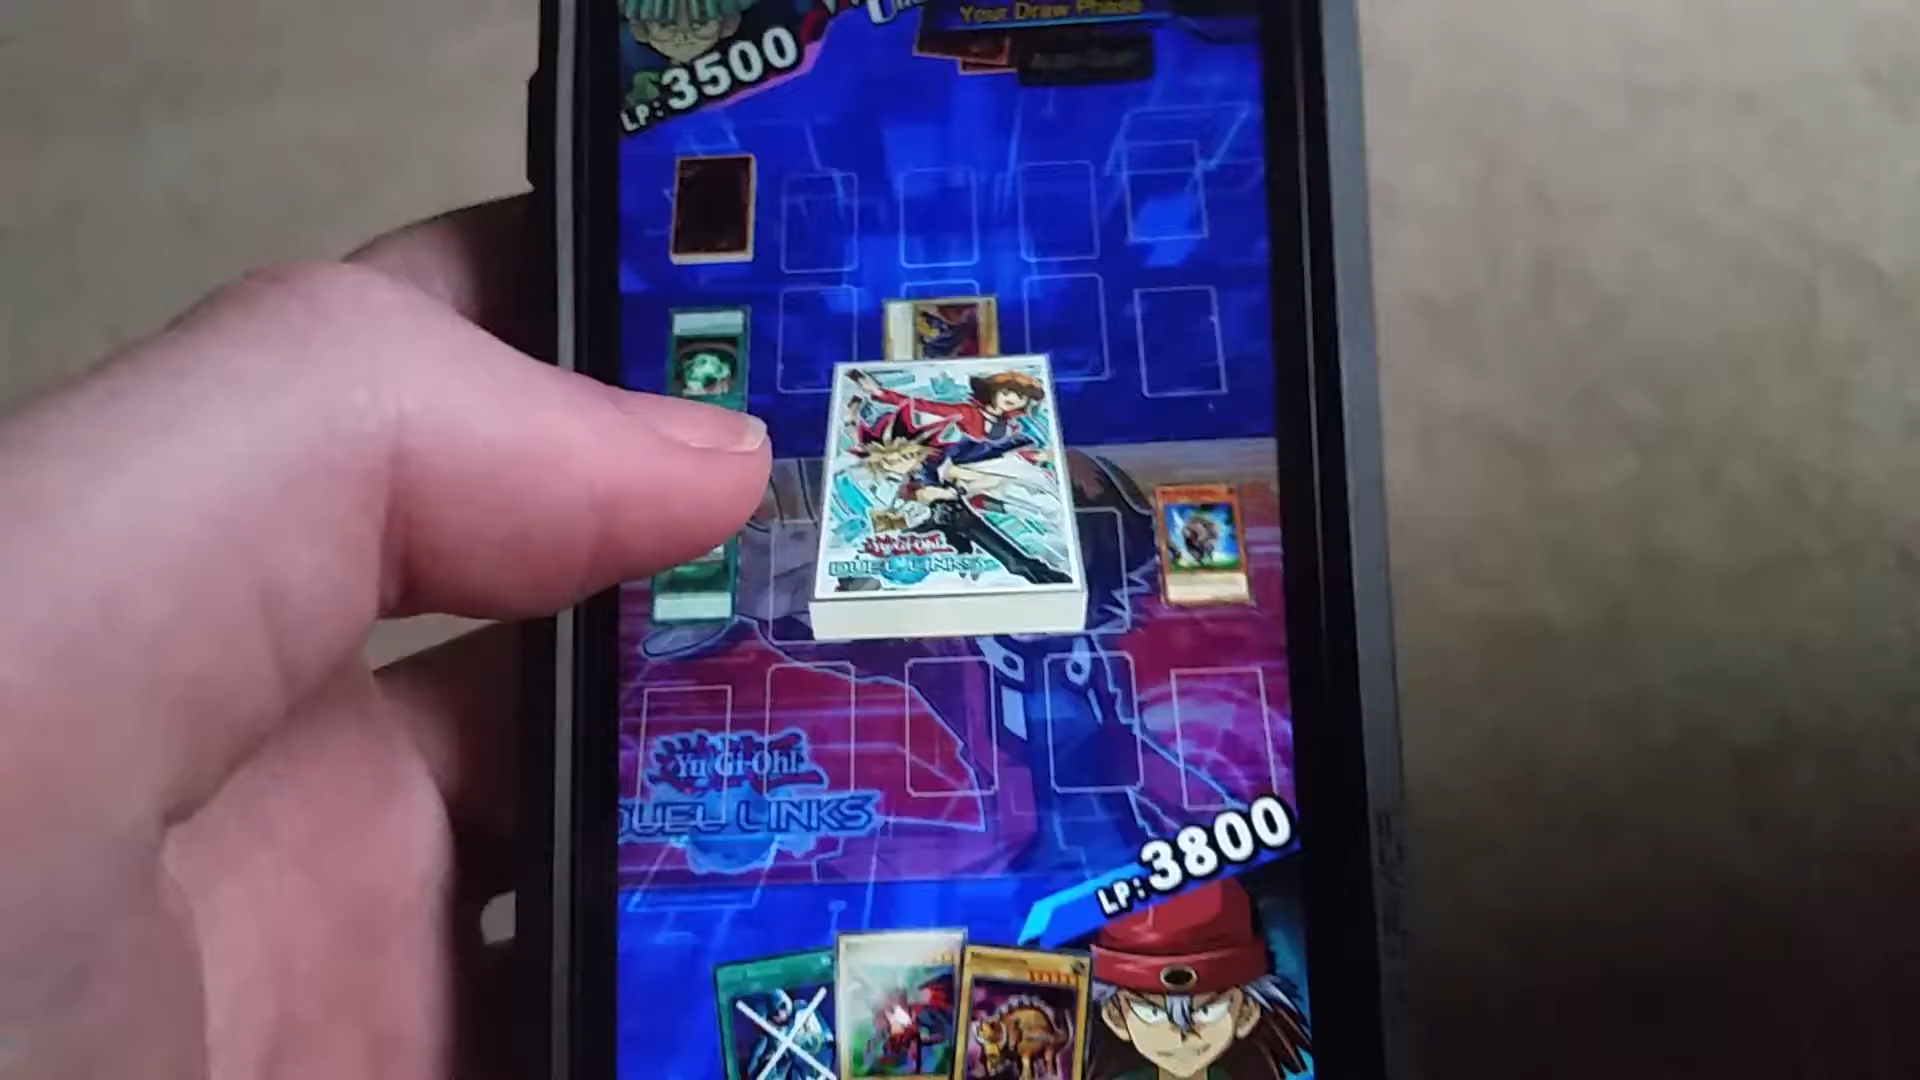 Your Draw Phase
LP: 3500
Yu-Gi-Oh!
DUEL LINKS
Yu-Gi-Oh!
DUEL LINKS
LP: 3800